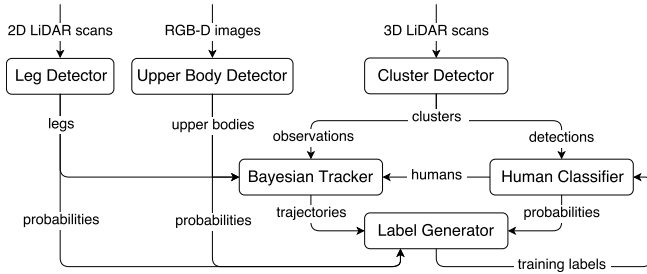 2D LiDAR scans
RGB-D images
3D LiDAR scans
Leg Detector
Upper Body Detector
Cluster Detector
legs
upper bodies
clusters
observations
detections
Bayesian Tracker
humans
Human Classifier
probabilities
probabilities
trajectories
probabilities
Label Generator
training labels